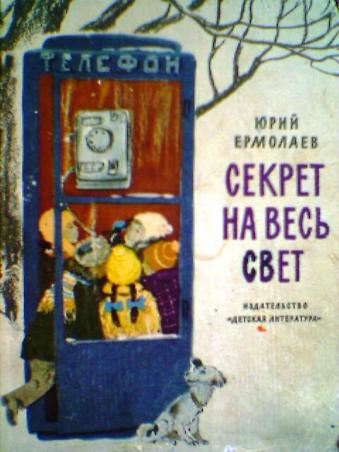 ТЕЛЕФОН
ЮРИЙ
ЕРМОЛАЕВ
СЕКРЕТ
НА ВЕСЬ
СВЕТ
ИЗДАТЕЛЬСТВО
«ДЕТСКАЯ ЛИТЕРАТУРА»